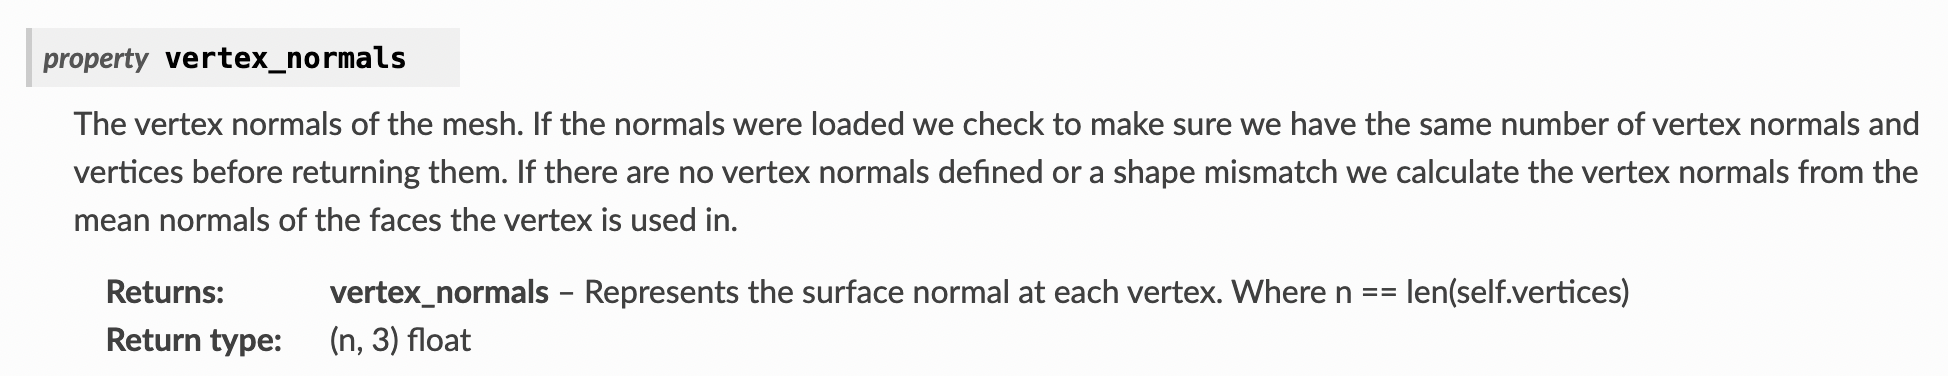 property vertex_normals
The vertex normals of the mesh. If the normals were loaded we check to make sure we have the same number of vertex normals and
vertices before returning them. If there are no vertex normals defined or a shape mismatch we calculate the vertex normals from the
mean normals of the faces the vertex is used in.
Returns: vertex_normals – Represents the surface normal at each vertex. Where n == len(self.vertices)
Return type: (n, 3) float